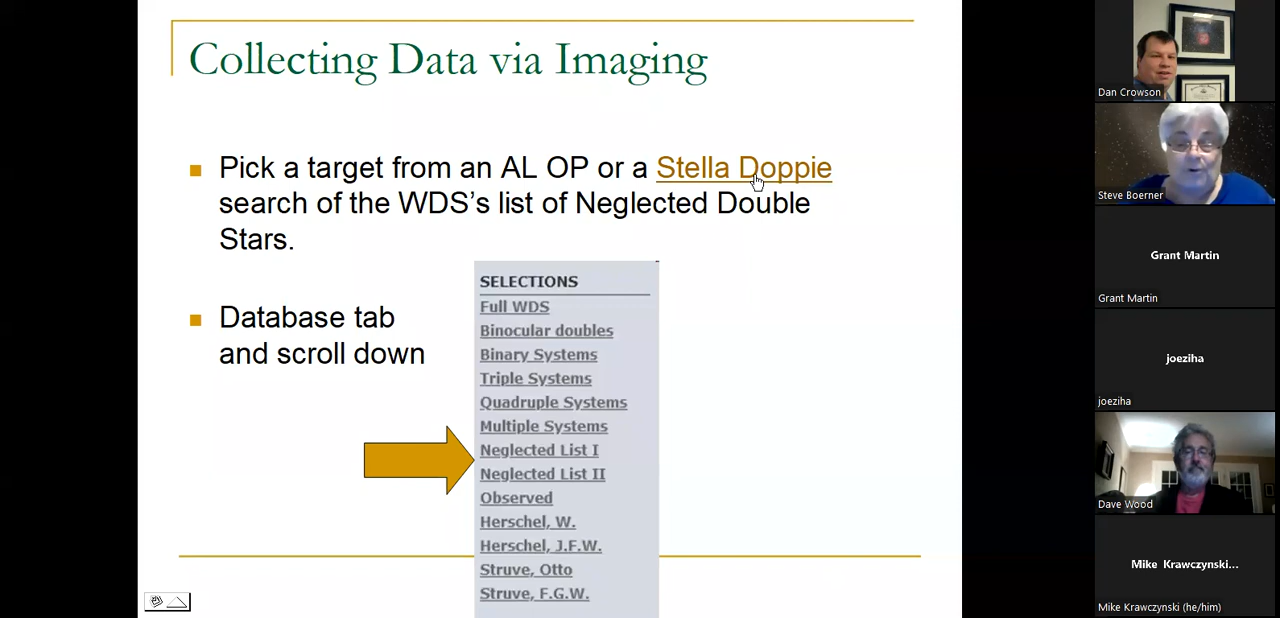 Collecting Data via Imaging
Pick a target from an AL OP or a Stella Doppie
search of the WDS's list of Neglected Double
Stars.
Database tab
and scroll down
SELECTIONS
Full WDS
Binocular doubles
Binary Systems
Triple Systems
Quadruple Systems
Multiple Systems
Neglected List I
Neglected List II
Observed
Herschel, W.
Herschel, J.F.W.
Struve, Otto
Struve, F.G.W.
Dan Crowson
Steve Boerner
Grant Martin
Grant Martin
joeziha
joeziha
Dave Wood
Mike Krawczynski...
Mike Krawczynski (he/him)